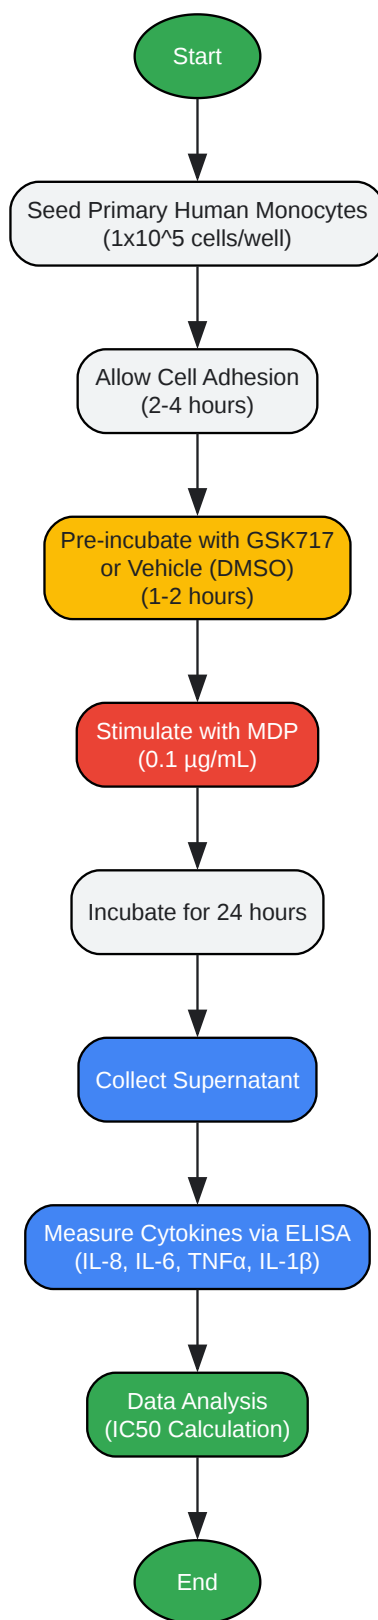 Start
Seed Primary Human Monocytes
(1x10^5 cells/well)
Allow Cell Adhesion
(2-4 hours)
Pre-incubate with GSK717
or Vehicle (DMSO)
(1-2 hours)
Stimulate with MDP
(0.1 µg/mL)
Incubate for 24 hours
Collect Supernatant
Measure Cytokines via ELISA
(IL-8, IL-6, TNFα, IL-1β)
Data Analysis
(IC50 Calculation)
End